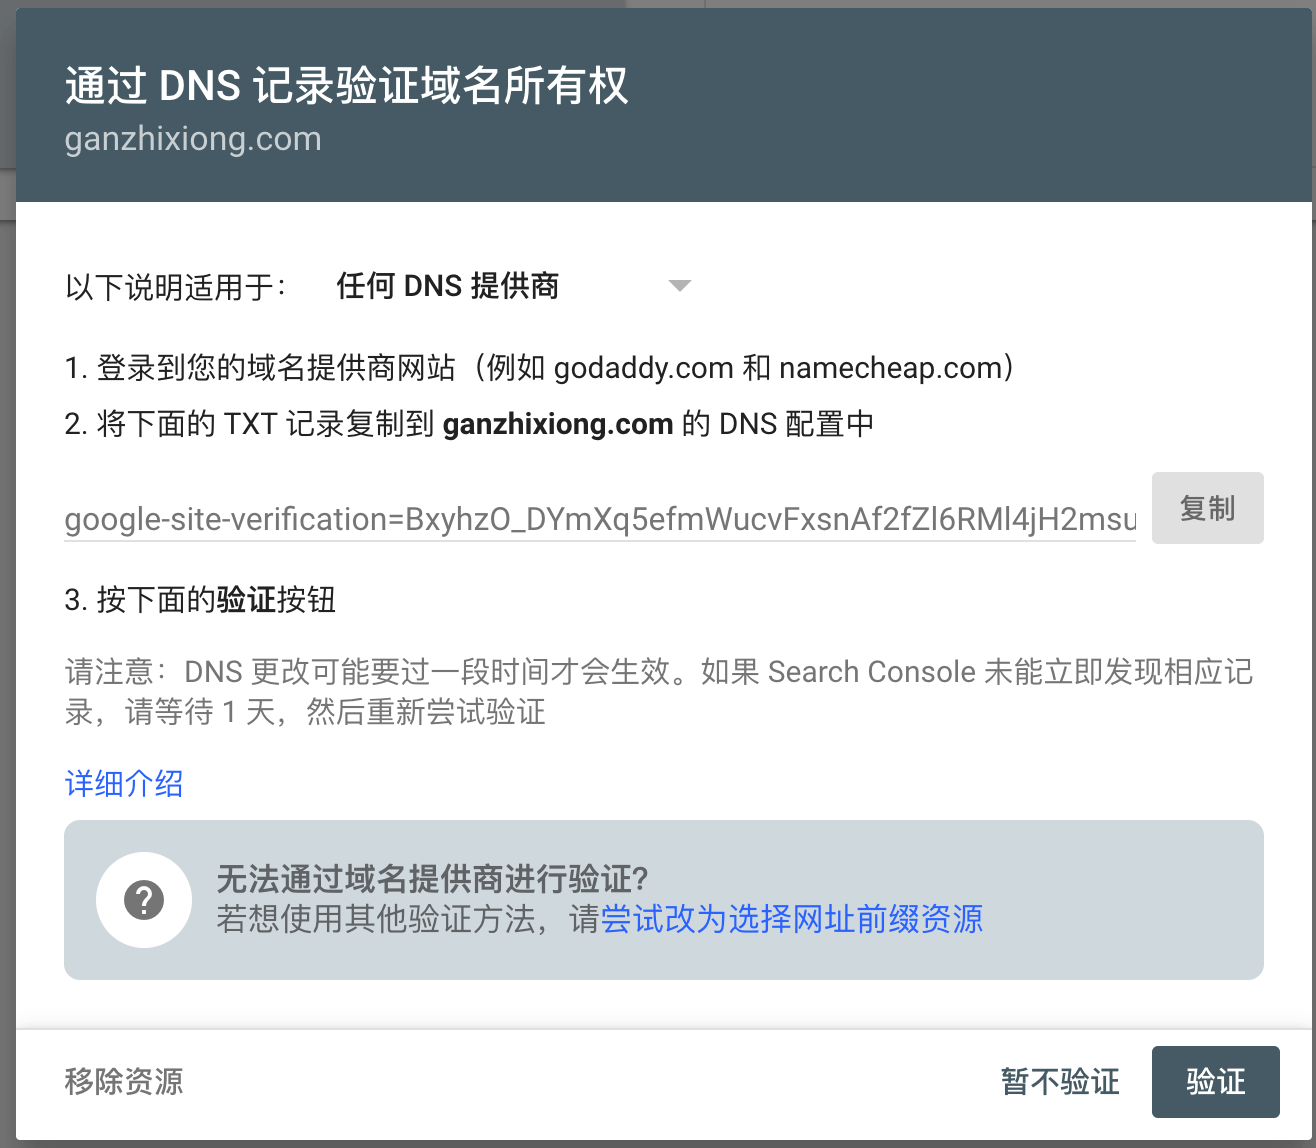 通过 DNS 记录验证域名所有权
ganzhixiong.com
以下说明适用于： 任何 DNS 提供商
1. 登录到您的域名提供商网站（例如 godaddy.com 和 namecheap.com）
2. 将下面的 TXT 记录复制到 ganzhixiong.com 的 DNS 配置中
google-site-verification=BxyhzO_DYmXq5efmWucvFxsnAf2fZl6RMl4jH2msu
复制
3. 按下面的验证按钮
请注意：DNS 更改可能要过一段时间才会生效。如果 Search Console 未能立即发现相应记
录，请等待 1 天，然后重新尝试验证
详细介绍
无法通过域名提供商进行验证?
若想使用其他验证方法，请尝试改为选择网址前缀资源
移除资源
暂不验证
验证